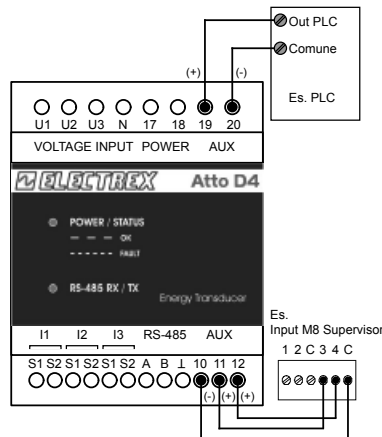 Out PLC
Comune
Es. PLC
(+) (-)
U1 U2 U3 N 17 18 19 20
VOLTAGE INPUT POWER AUX
ELECTREX Atto D4
POWER / STATUS
OK
FAULT
RS-485 RX / TX
Energy Transducer
I1 I2 I3 RS-485 AUX
S1 S2 S1 S2 S1 S2 A B ⊥ 10 11 12
(-) (+) (+)
Es.
Input M8 Supervisor
1 2 C 3 4 C